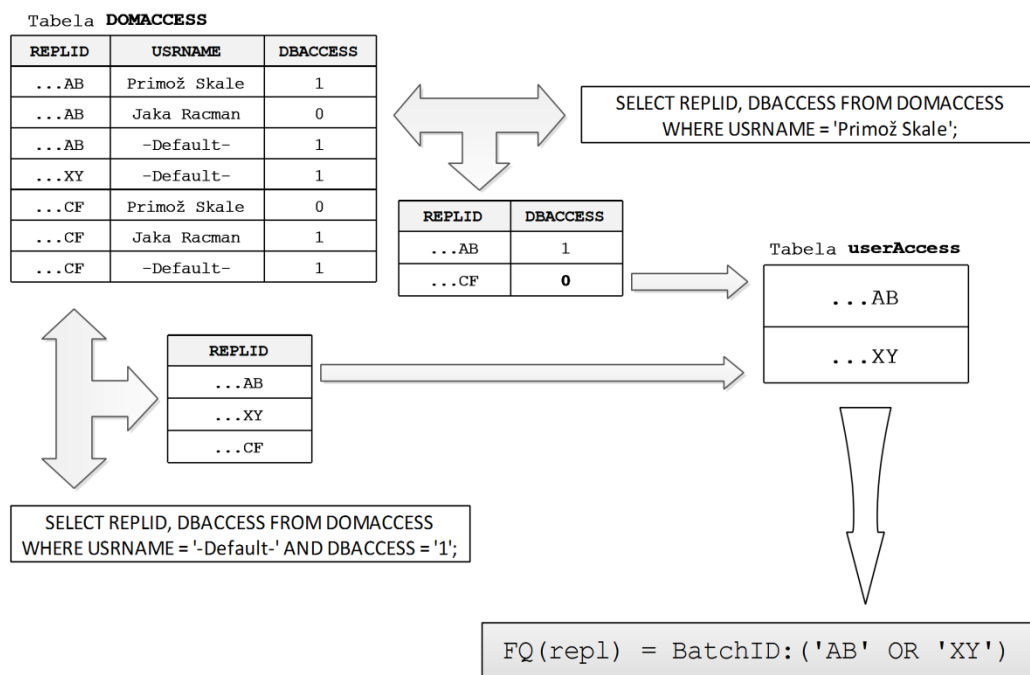 Tabela DOMACCESS
REPLID USRNAME DBACCESS
...AB Primož Skale 1
...AB Jaka Racman 0
...AB -Default- 1
...XY -Default- 1
...CF Primož Skale 0
...CF Jaka Racman 1
...CF -Default- 1
SELECT REPLID, DBACCESS FROM DOMACCESS
WHERE USRNAME = 'Primož Skale';
REPLID DBACCESS
...AB 1
...CF 0
Tabela userAccess
...AB
...XY
REPLID
...AB
...XY
...CF
SELECT REPLID, DBACCESS FROM DOMACCESS
WHERE USRNAME = '-Default-' AND DBACCESS = '1';
FQ(repl) = BatchID:('AB' OR 'XY')